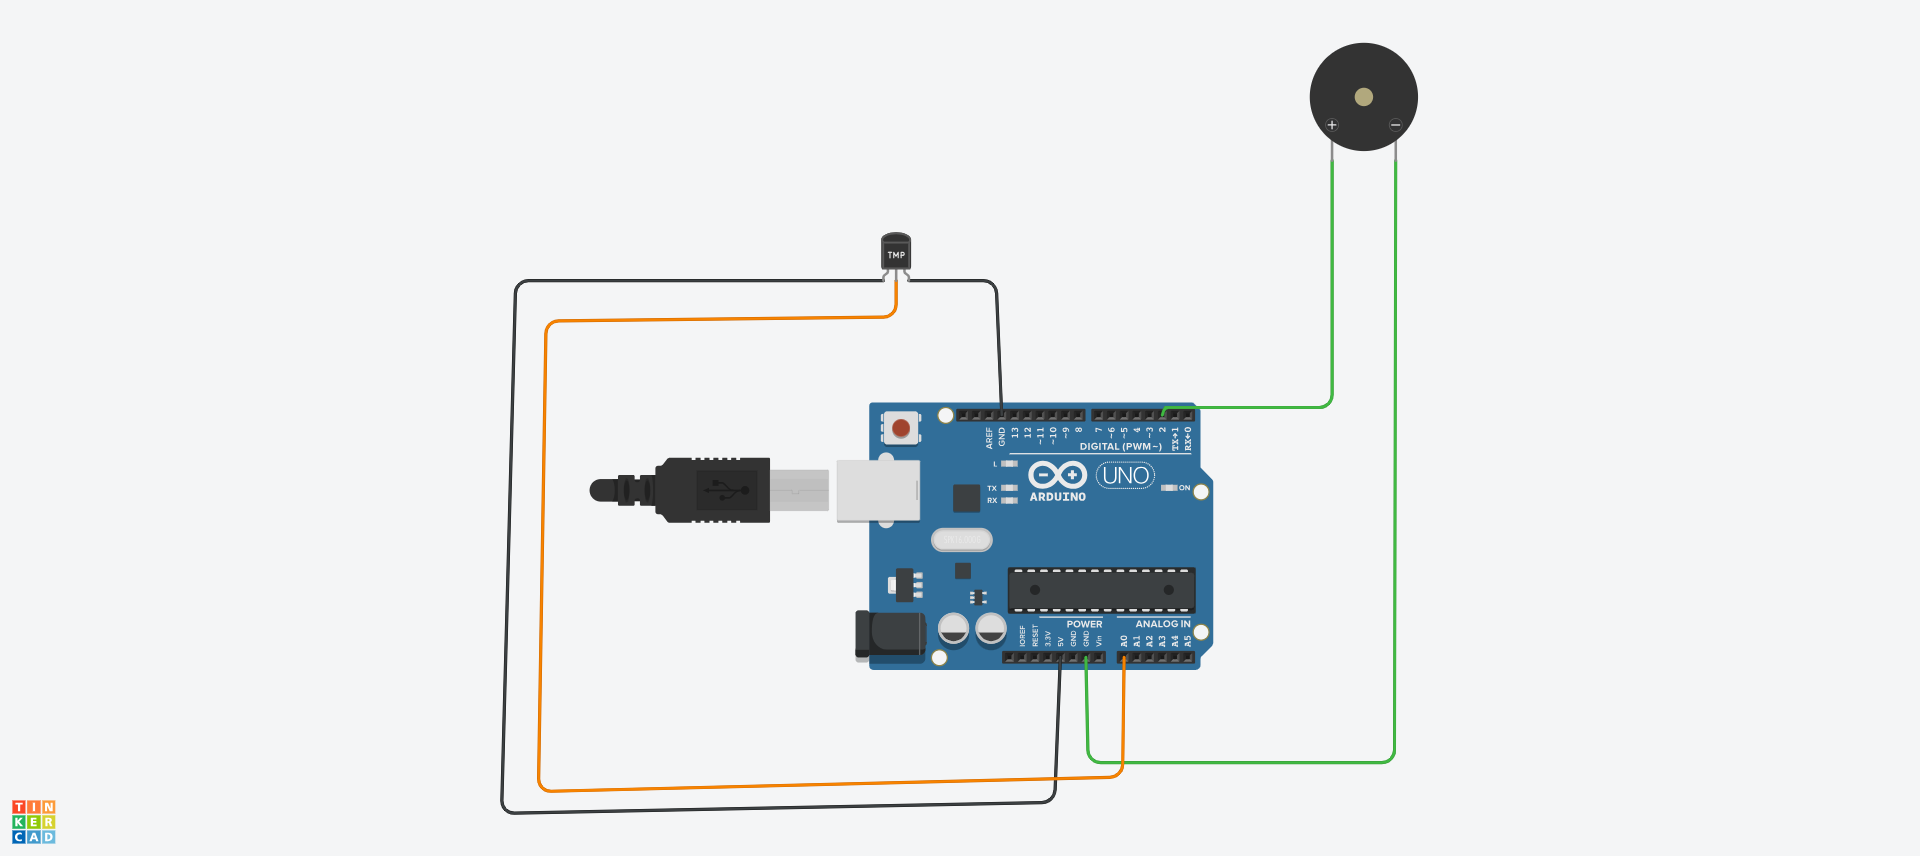 + −
TMP
AREF GND 13 12 ~11 ~10 ~9 8 7 ~6 ~5 4 ~3 2 TX→1 RX←0
DIGITAL (PWM~)
L
TX
RX
UNO
ON
ARDUINO
POWER
ANALOG IN
IOREF RESET 3.3V 5V GND GND Vin A0 A1 A2 A3 A4 A5
TIN
KER
CAD